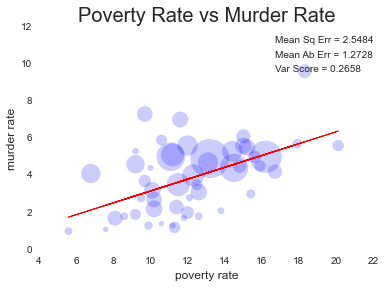 Poverty Rate vs Murder Rate
12
10
8
6
4
2
0
Mean Sq Err = 2.5484
Mean Ab Err = 1.2728
Var Score = 0.2658
murder rate
4 6 8 10 12 14 16 18 20 22
poverty rate